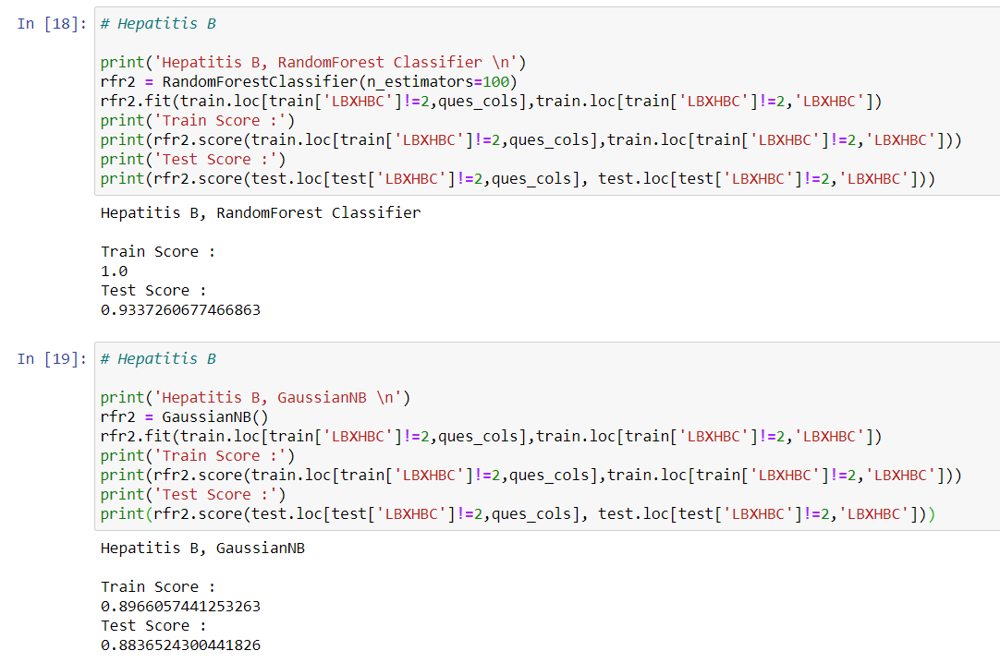 In [18]: # Hepatitis B
print('Hepatitis B, RandomForest Classifier \n')
rfr2 = RandomForestClassifier(n_estimators=100)
rfr2.fit(train.loc[train['LBXHBC']!=2,ques_cols],train.loc[train['LBXHBC']!=2,'LBXHBC'])
print('Train Score :')
print(rfr2.score(train.loc[train['LBXHBC']!=2,ques_cols],train.loc[train['LBXHBC']!=2,'LBXHBC']))
print('Test Score :')
print(rfr2.score(test.loc[test['LBXHBC']!=2,ques_cols], test.loc[test['LBXHBC']!=2,'LBXHBC']))
Hepatitis B, RandomForest Classifier
Train Score :
1.0
Test Score :
0.9337260677466863
In [19]: # Hepatitis B
print('Hepatitis B, GaussianNB \n')
rfr2 = GaussianNB()
rfr2.fit(train.loc[train['LBXHBC']!=2,ques_cols],train.loc[train['LBXHBC']!=2,'LBXHBC'])
print('Train Score :')
print(rfr2.score(train.loc[train['LBXHBC']!=2,ques_cols],train.loc[train['LBXHBC']!=2,'LBXHBC']))
print('Test Score :')
print(rfr2.score(test.loc[test['LBXHBC']!=2,ques_cols], test.loc[test['LBXHBC']!=2,'LBXHBC']))
Hepatitis B, GaussianNB
Train Score :
0.8966057441253263
Test Score :
0.8836524300441826